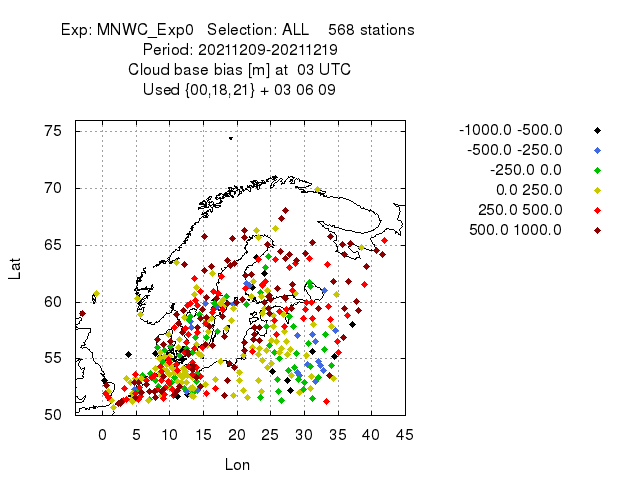 Exp: MNWC_Exp0   Selection: ALL    568 stations
Period: 20211209-20211219
Cloud base bias [m] at  03 UTC
Used {00,18,21} + 03 06 09
-1000.0 -500.0
-500.0 -250.0
-250.0 0.0
0.0 250.0
250.0 500.0
500.0 1000.0
75
70
65
60
55
50
Lat
0 5 10 15 20 25 30 35 40 45
Lon